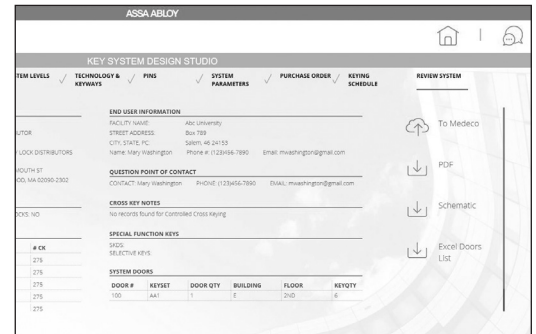 ASSA ABLOY
KEY SYSTEM DESIGN STUDIO
TEM LEVELS
TECHNOLOGY & KEYWAYS
PINS
SYSTEM PARAMETERS
PURCHASE ORDER
KEYING SCHEDULE
REVIEW SYSTEM
UTOR
LOCK DISTRIBUTORS
MOUTH ST
OD, MA 02090-2302
OCKS: NO
# CK
275
275
275
275
275
END USER INFORMATION
FACILITY NAME: Abc University
STREET ADDRESS: Box 789
CITY, STATE, PC: Salem, 46 24153
Name: Mary Washington Phone #: (123)456-7890 Email: mwashington@gmail.com
QUESTION POINT OF CONTACT
CONTACT: Mary Washington PHONE: (123)456-7890 EMAIL: mwashington@gmail.com
CROSS KEY NOTES
No records found for Controlled Cross Keying
SPECIAL FUNCTION KEYS
SKDS:
SELECTIVE KEYS:
SYSTEM DOORS
DOOR # KEYSET DOOR QTY BUILDING FLOOR KEYQTY
100 AA1 1 E 2ND 6
To Medeco
PDF
Schematic
Excel Doors List